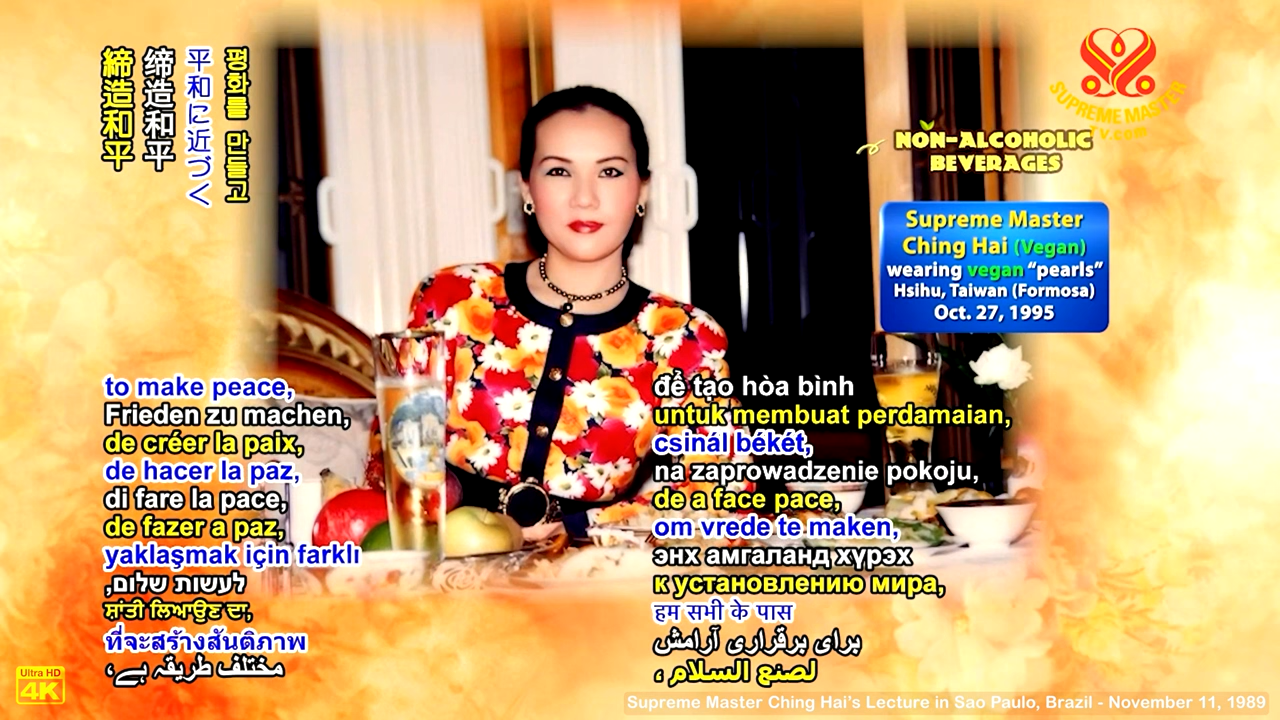 締造和平
缔造和平
平和に近づく
평화를 만들고
SUPREME MASTER
TV.com
NON-ALCOHOLIC
BEVERAGES
Supreme Master
Ching Hai (Vegan)
wearing vegan “pearls”
Hsihu, Taiwan (Formosa)
Oct. 27, 1995
to make peace,
Frieden zu machen,
de créer la paix,
de hacer la paz,
di fare la pace,
de fazer a paz,
yaklaşmak için farklı
לעשות שלום,
ਸ਼ਾਂਤੀ ਲਿਆਉਣ ਦਾ,
ที่จะสร้างสันติภาพ
مختلف طریقہ ہے،
để tạo hòa bình
untuk membuat perdamaian,
csinál békét,
na zaprowadzenie pokoju,
de a face pace,
om vrede te maken,
энх амгаланд хүрэх
к установлению мира,
हम सभी के पास
برای برقراری آرامش
لصنع السلام ،
Ultra HD
4K
Supreme Master Ching Hai’s Lecture in Sao Paulo, Brazil - November 11, 1989